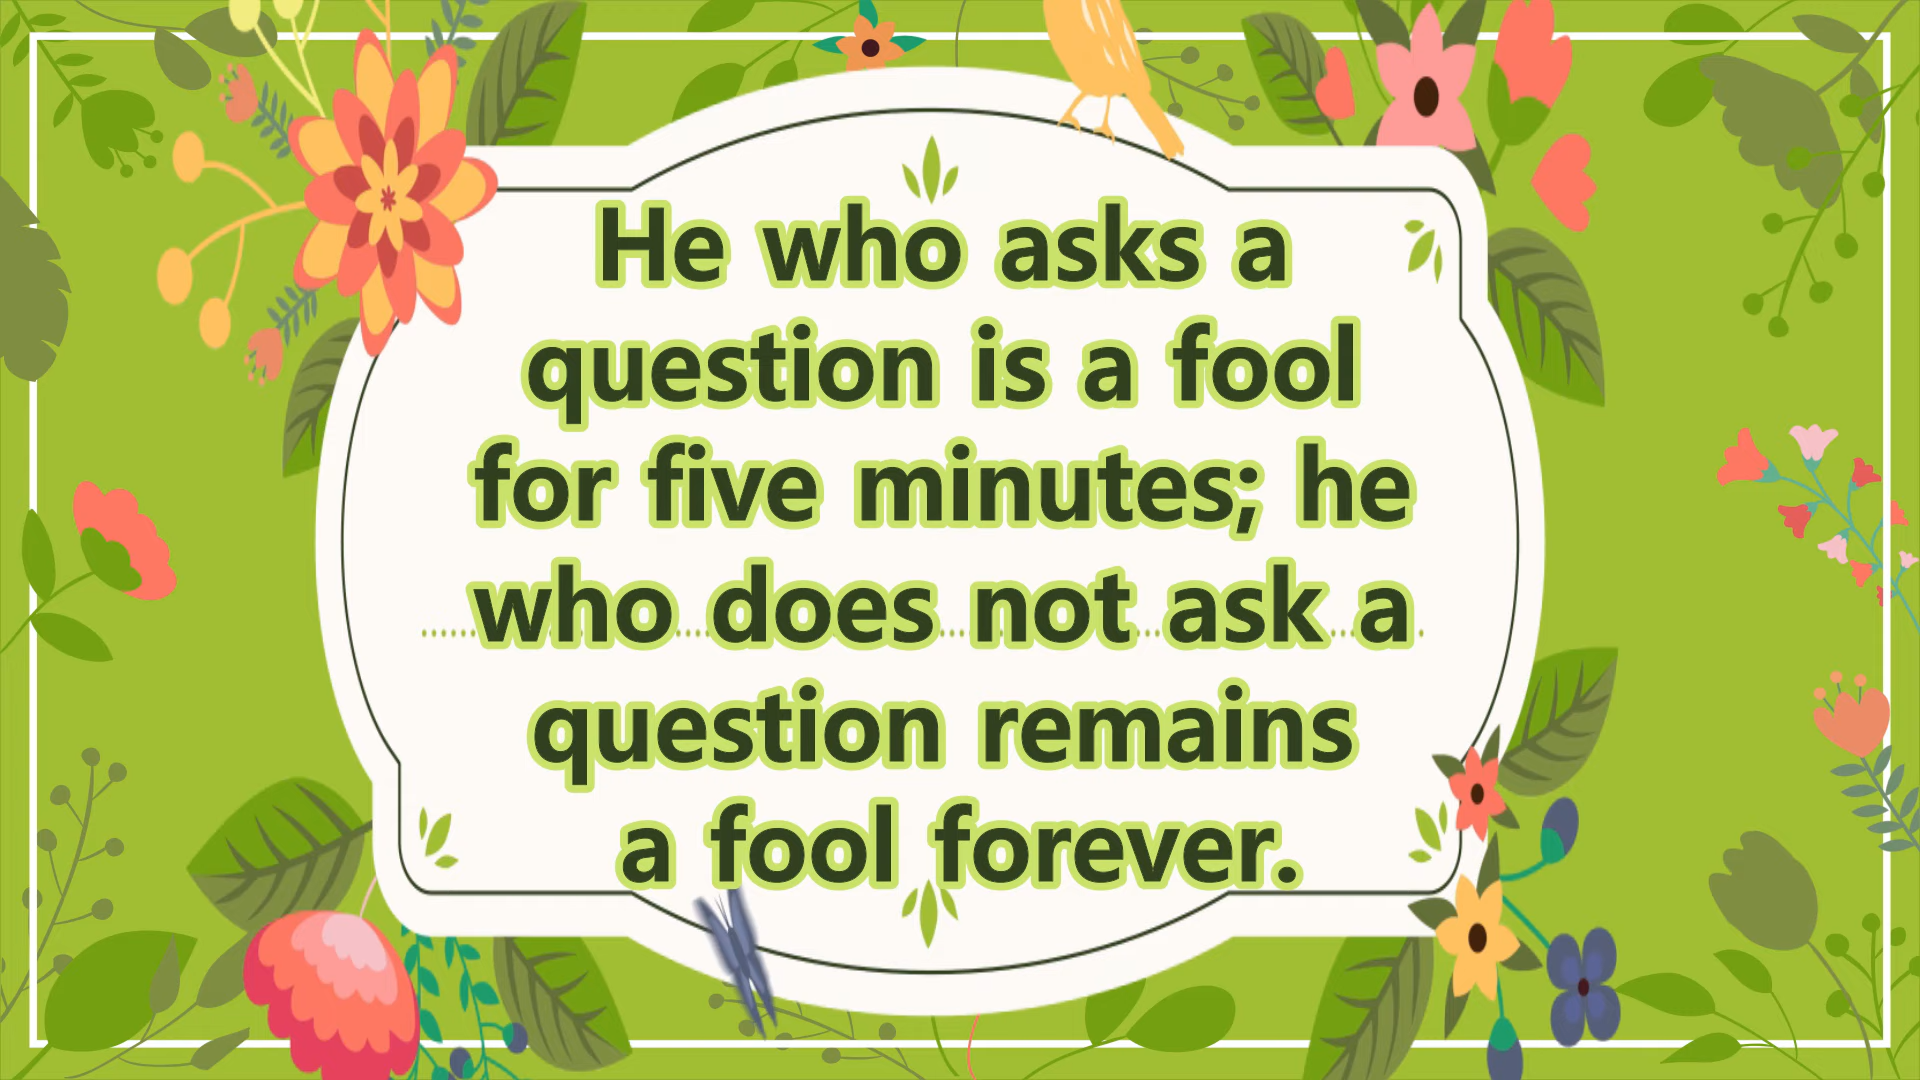 He who asks a
question is a fool
for five minutes; he
who does not ask a
question remains
a fool forever.